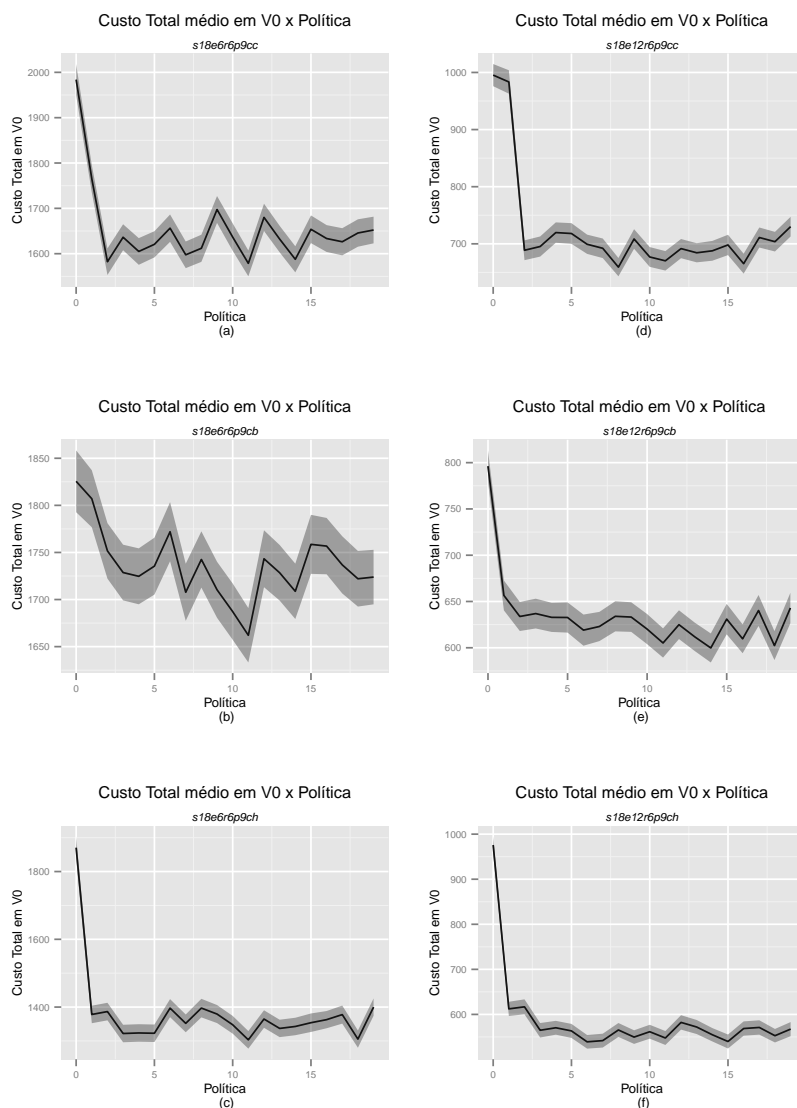 Custo Total médio em V0 x Política
s18e6r6p9cc
Custo Total em V0
2000
1900
1800
1700
1600
0 5 10 15
Política
(a)
Custo Total médio em V0 x Política
s18e12r6p9cc
Custo Total em V0
1000
900
800
700
0 5 10 15
Política
(d)
Custo Total médio em V0 x Política
s18e6r6p9cb
Custo Total em V0
1850
1800
1750
1700
1650
0 5 10 15
Política
(b)
Custo Total médio em V0 x Política
s18e12r6p9cb
Custo Total em V0
800
750
700
650
600
0 5 10 15
Política
(e)
Custo Total médio em V0 x Política
s18e6r6p9ch
Custo Total em V0
1800
1600
1400
0 5 10 15
Política
(c)
Custo Total médio em V0 x Política
s18e12r6p9ch
Custo Total em V0
1000
900
800
700
600
0 5 10 15
Política
(f)